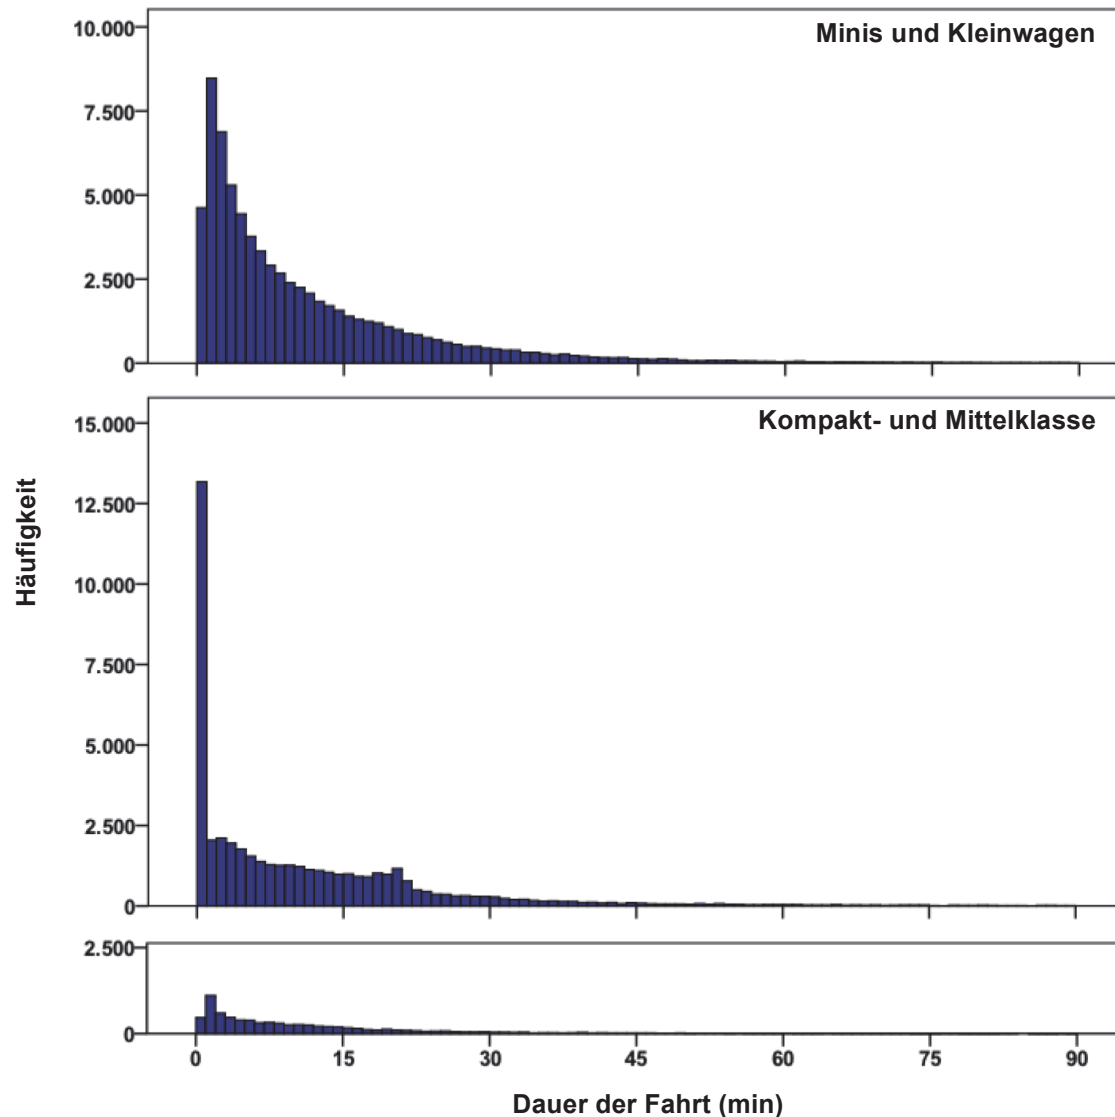 Minis und Kleinwagen
10.000
7.500
5.000
2.500
0
Kompakt- und Mittelklasse
15.000
12.500
10.000
7.500
5.000
2.500
0
Häufigkeit
2.500
0
0 15 30 45 60 75 90
Dauer der Fahrt (min)